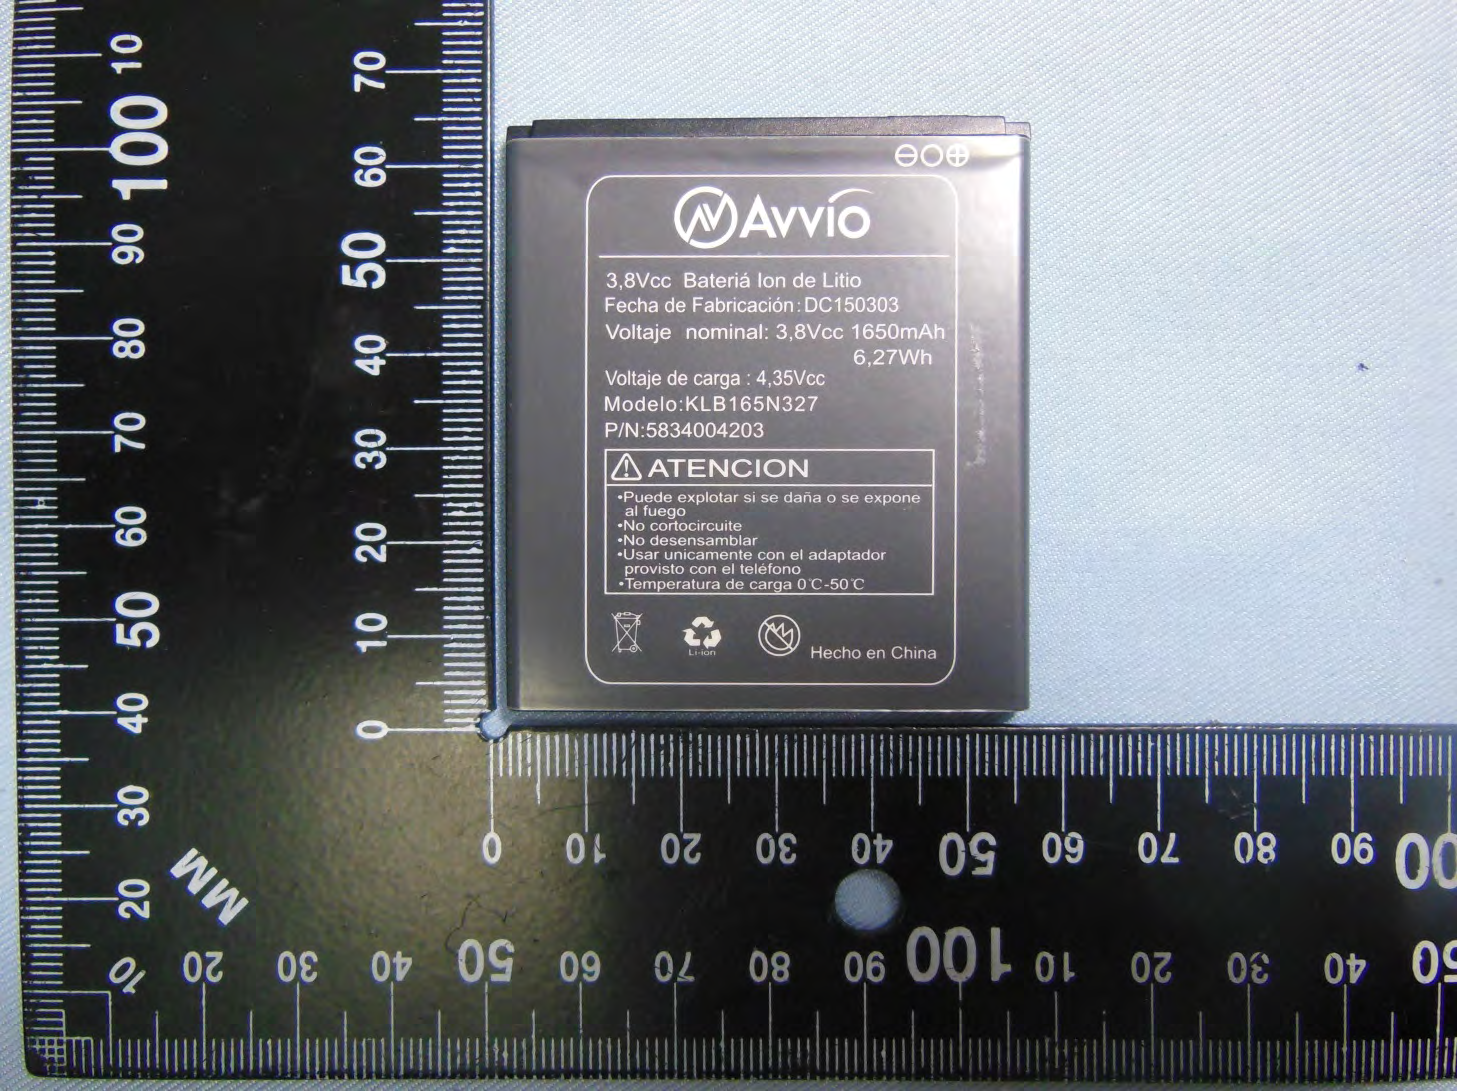 Avvio
3,8Vcc Bateriá Ion de Litio
Fecha de Fabricación: DC150303
Voltaje nominal: 3,8Vcc 1650mAh
6,27Wh
Voltaje de carga : 4,35Vcc
Modelo:KLB165N327
P/N:5834004203
ATENCION
•Puede explotar si se daña o se expone
al fuego
•No cortocircuite
•No desensamblar
•Usar unicamente con el adaptador
provisto con el teléfono
•Temperatura de carga 0℃-50℃
Li-ion
Hecho en China
10
100
90
80
70
60
50
40
30
20
10
MM
70
60
50
40
30
20
10
0
0 10 20 30 40 50 60 70 80 90 100
20 30 40 50 60 70 80 90 100 10 20 30 40 50